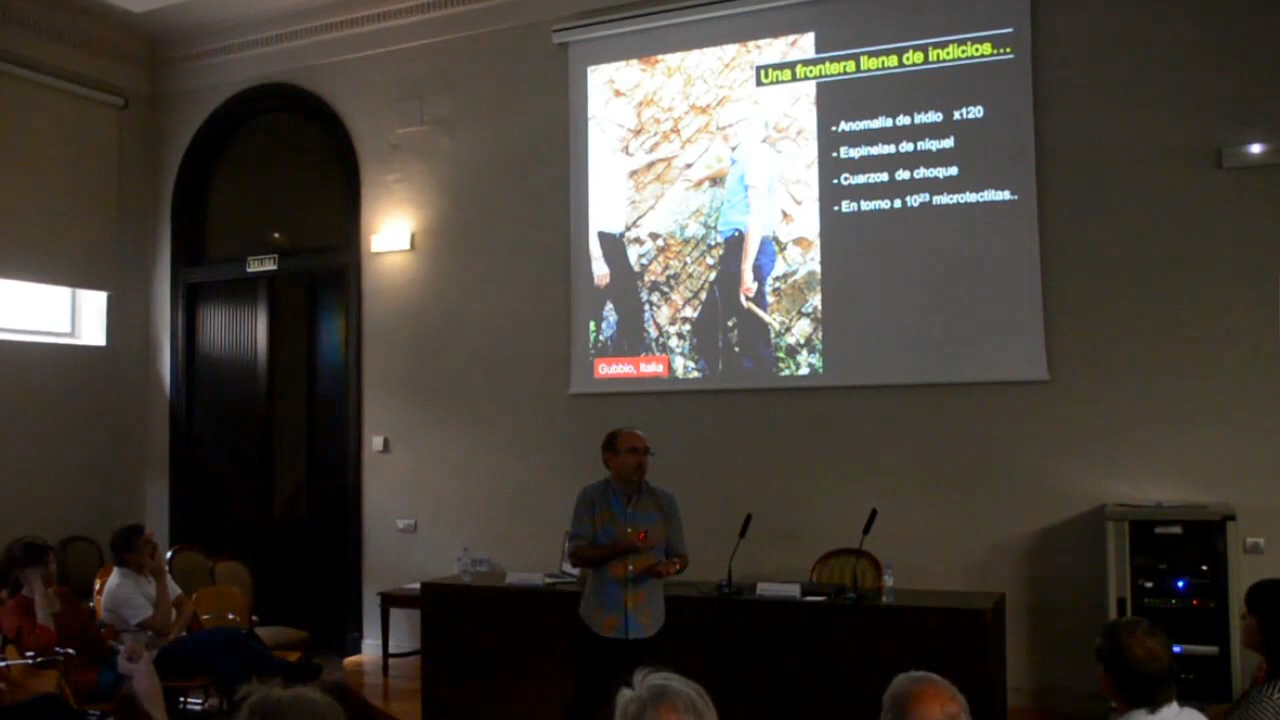 Una frontera llena de indicios...
- Anomalía de iridio x120
- Espinelas de níquel
- Cuarzos de choque
- En torno a 10²³ microtectitas..
Gubbio, Italia
SALIDA